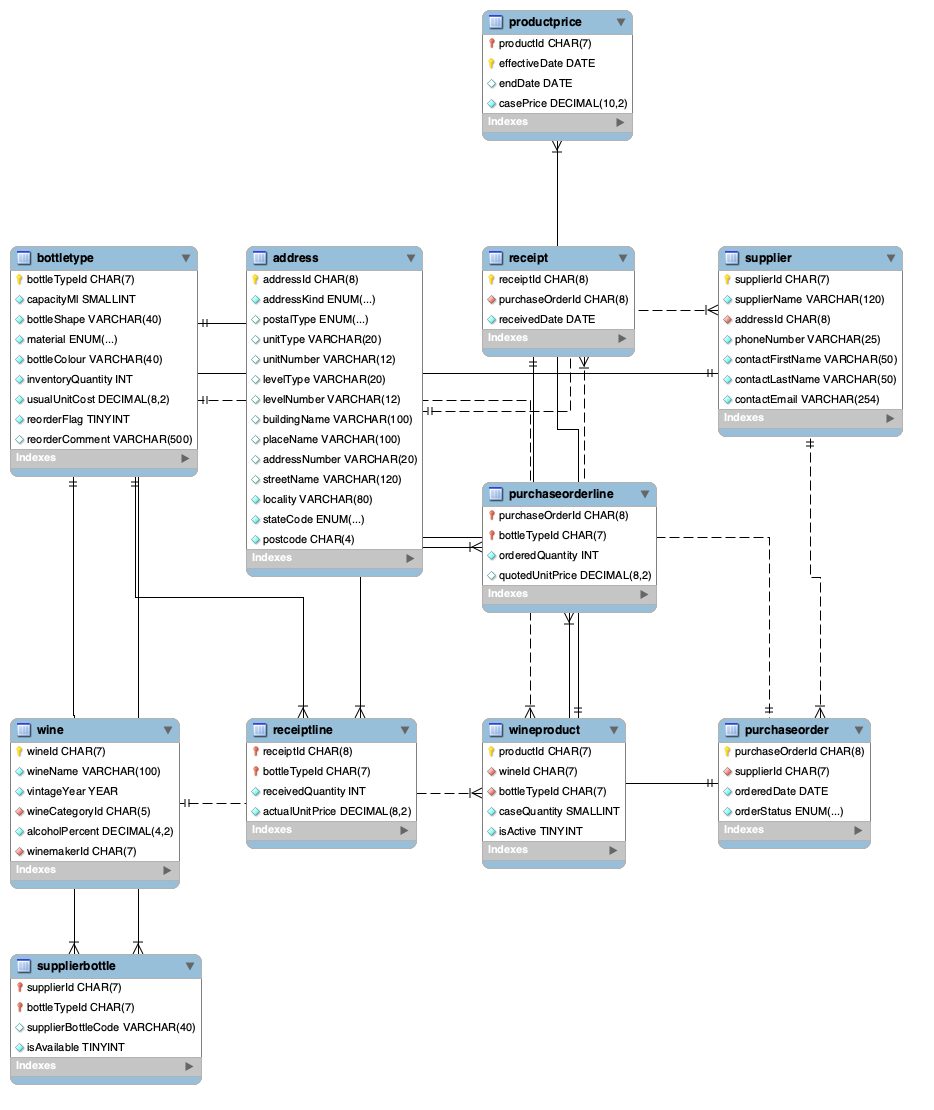 productprice
productId CHAR(7)
effectiveDate DATE
endDate DATE
casePrice DECIMAL(10,2)
Indexes
bottletype
bottleTypeId CHAR(7)
capacityMl SMALLINT
bottleShape VARCHAR(40)
material ENUM(...)
bottleColour VARCHAR(40)
inventoryQuantity INT
usualUnitCost DECIMAL(8,2)
reorderFlag TINYINT
reorderComment VARCHAR(500)
Indexes
address
addressId CHAR(8)
addressKind ENUM(...)
postalType ENUM(...)
unitType VARCHAR(20)
unitNumber VARCHAR(12)
levelType VARCHAR(20)
levelNumber VARCHAR(12)
buildingName VARCHAR(100)
placeName VARCHAR(100)
addressNumber VARCHAR(20)
streetName VARCHAR(120)
locality VARCHAR(80)
stateCode ENUM(...)
postcode CHAR(4)
Indexes
receipt
receiptId CHAR(8)
purchaseOrderId CHAR(8)
receivedDate DATE
Indexes
supplier
supplierId CHAR(7)
supplierName VARCHAR(120)
addressId CHAR(8)
phoneNumber VARCHAR(25)
contactFirstName VARCHAR(50)
contactLastName VARCHAR(50)
contactEmail VARCHAR(254)
Indexes
purchaseorderline
purchaseOrderId CHAR(8)
bottleTypeId CHAR(7)
orderedQuantity INT
quotedUnitPrice DECIMAL(8,2)
Indexes
wine
wineId CHAR(7)
wineName VARCHAR(100)
vintageYear YEAR
wineCategoryId CHAR(5)
alcoholPercent DECIMAL(4,2)
winemakerId CHAR(7)
Indexes
receiptline
receiptId CHAR(8)
bottleTypeId CHAR(7)
receivedQuantity INT
actualUnitPrice DECIMAL(8,2)
Indexes
wineproduct
productId CHAR(7)
wineId CHAR(7)
bottleTypeId CHAR(7)
caseQuantity SMALLINT
isActive TINYINT
Indexes
purchaseorder
purchaseOrderId CHAR(8)
supplierId CHAR(7)
orderedDate DATE
orderStatus ENUM(...)
Indexes
supplierbottle
supplierId CHAR(7)
bottleTypeId CHAR(7)
supplierBottleCode VARCHAR(40)
isAvailable TINYINT
Indexes